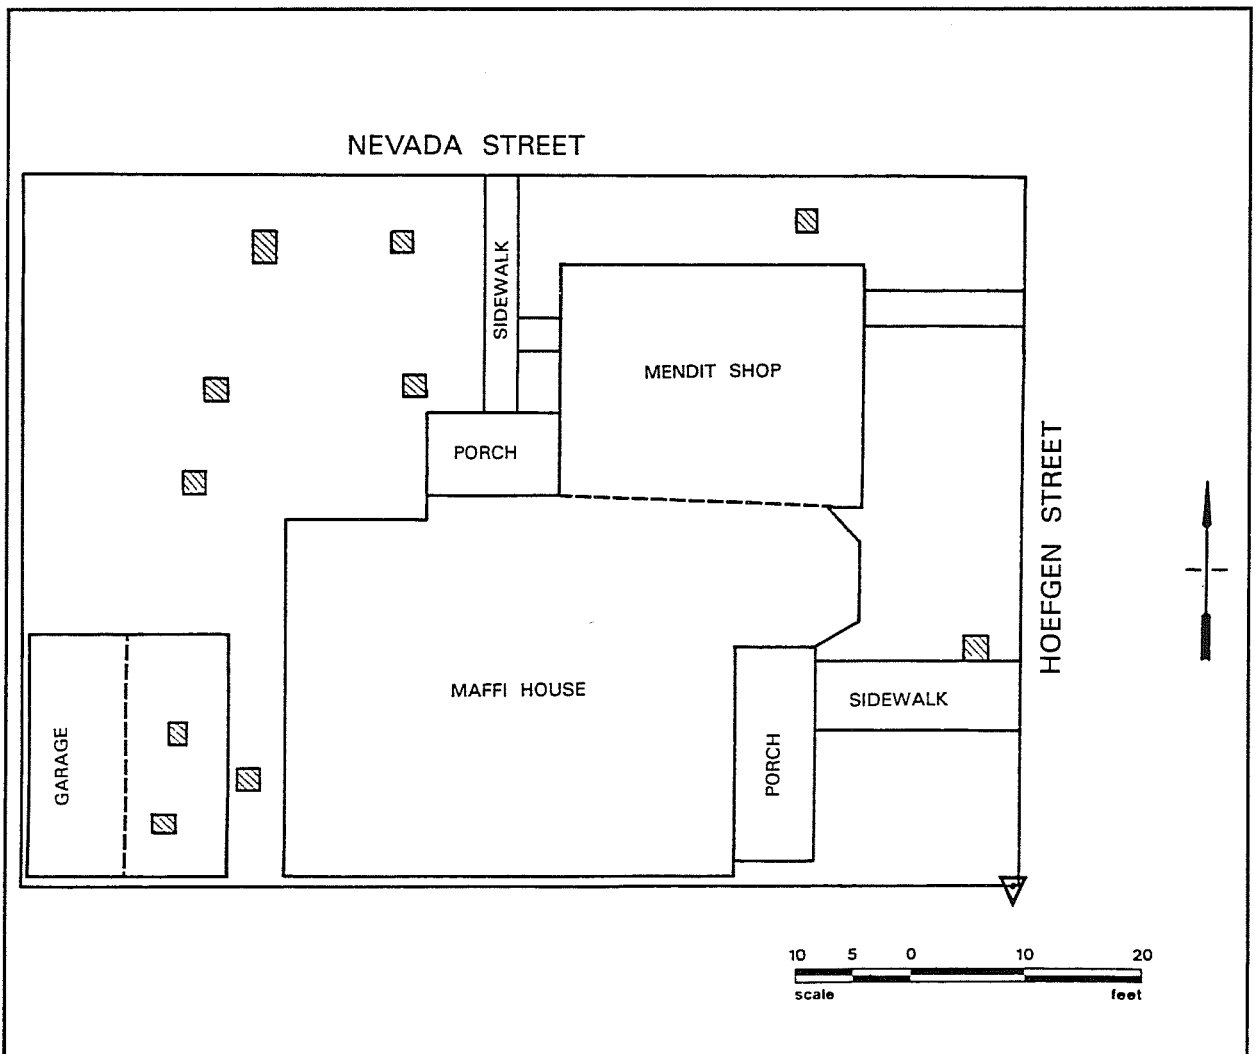 NEVADA STREET
SIDEWALK
MENDIT SHOP
PORCH
HOEFGEN STREET
MAFFI HOUSE
SIDEWALK
GARAGE
PORCH
10 5 0 10 20
scale feet